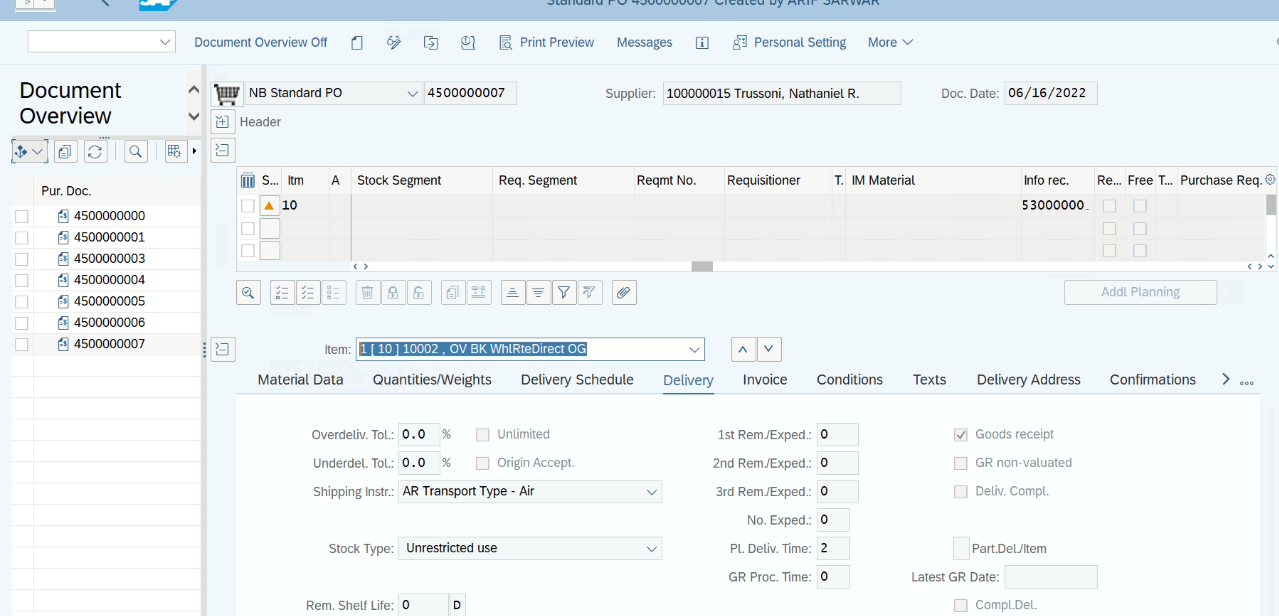 Standard PO 4500000007 Created by ARIF SARWAR
Document Overview Off Print Preview Messages Personal Setting More
Document Overview
NB Standard PO 4500000007 Supplier: 100000015 Trussoni, Nathaniel R. Doc. Date: 06/16/2022
Header
S... Itm A Stock Segment Req. Segment Reqmt No. Requisitioner T. IM Material Info rec. Re... Free T... Purchase Req.
10 53000000..
Pur. Doc.
4500000000
4500000001
4500000003
4500000004
4500000005
4500000006
4500000007
Addl Planning
Item: 1 [ 10 ] 10002 , OV BK WhlRteDirect OG
Material Data Quantities/Weights Delivery Schedule Delivery Invoice Conditions Texts Delivery Address Confirmations
Overdeliv. Tol.: 0.0 % Unlimited 1st Rem./Exped.: 0 Goods receipt
Underdel. Tol.: 0.0 % Origin Accept. 2nd Rem./Exped.: 0 GR non-valuated
Shipping Instr.: AR Transport Type - Air 3rd Rem./Exped.: 0 Deliv. Compl.
No. Exped.: 0
Stock Type: Unrestricted use Pl. Deliv. Time: 2 Part.Del./Item
GR Proc. Time: 0 Latest GR Date:
Rem. Shelf Life: 0 D Compl.Del.